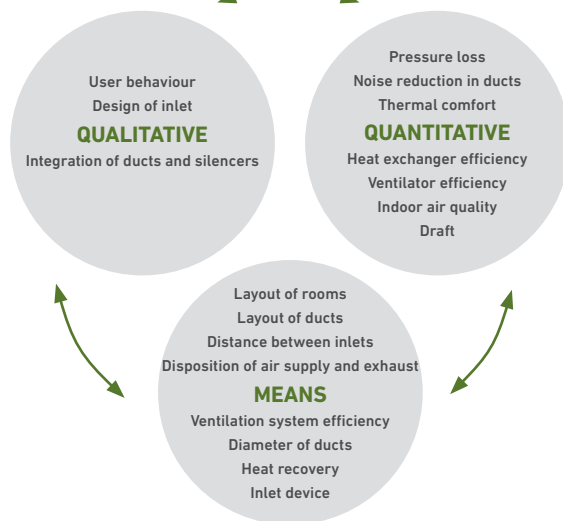 User behaviour
Design of inlet
QUALITATIVE
Integration of ducts and silencers
Pressure loss
Noise reduction in ducts
Thermal comfort
QUANTITATIVE
Heat exchanger efficiency
Ventilator efficiency
Indoor air quality
Draft
Layout of rooms
Layout of ducts
Distance between inlets
Disposition of air supply and exhaust
MEANS
Ventilation system efficiency
Diameter of ducts
Heat recovery
Inlet device